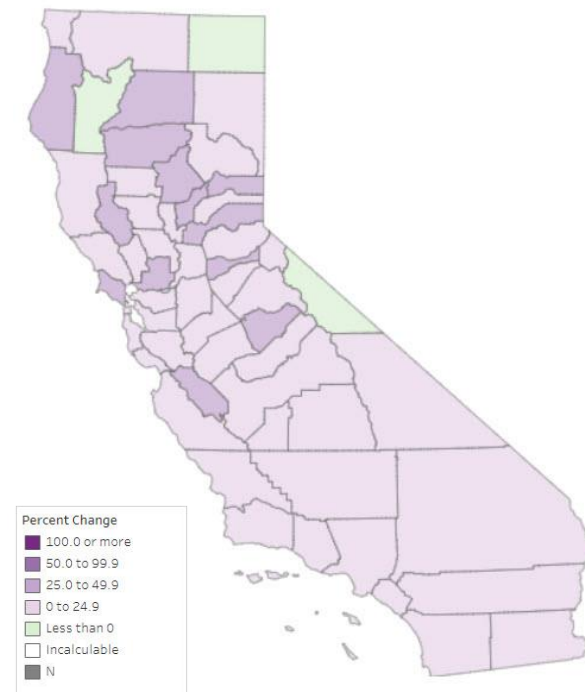 Percent Change
100.0 or more
50.0 to 99.9
25.0 to 49.9
0 to 24.9
Less than 0
Incalculable
N